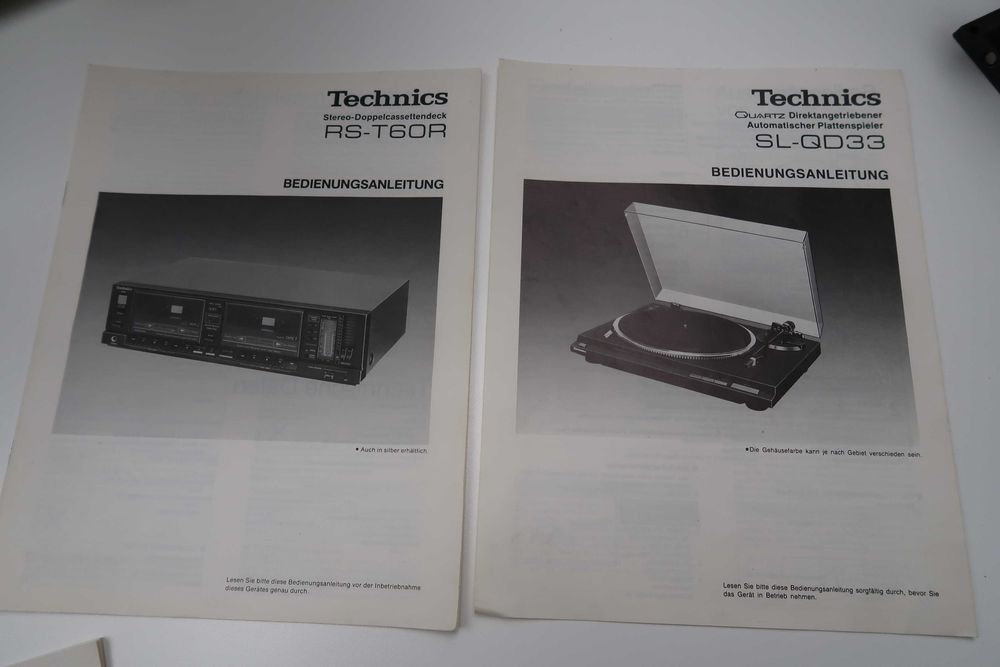 Technics
Stereo-Doppelcassettendeck
RS-T60R
BEDIENUNGSANLEITUNG
Technics
• Auch in silber erhältlich.
Lesen Sie bitte diese Bedienungsanleitung vor der Inbetriebnahme
dieses Gerätes genau durch.
Technics
QUARTZ Direktangetriebener
Automatischer Plattenspieler
SL-QD33
BEDIENUNGSANLEITUNG
•Die Gehäusefarbe kann je nach Gebiet verschieden sein.
Lesen Sie bitte diese Bedienungsanleitung sorgfältig durch, bevor Sie
das Gerät in Betrieb nehmen.